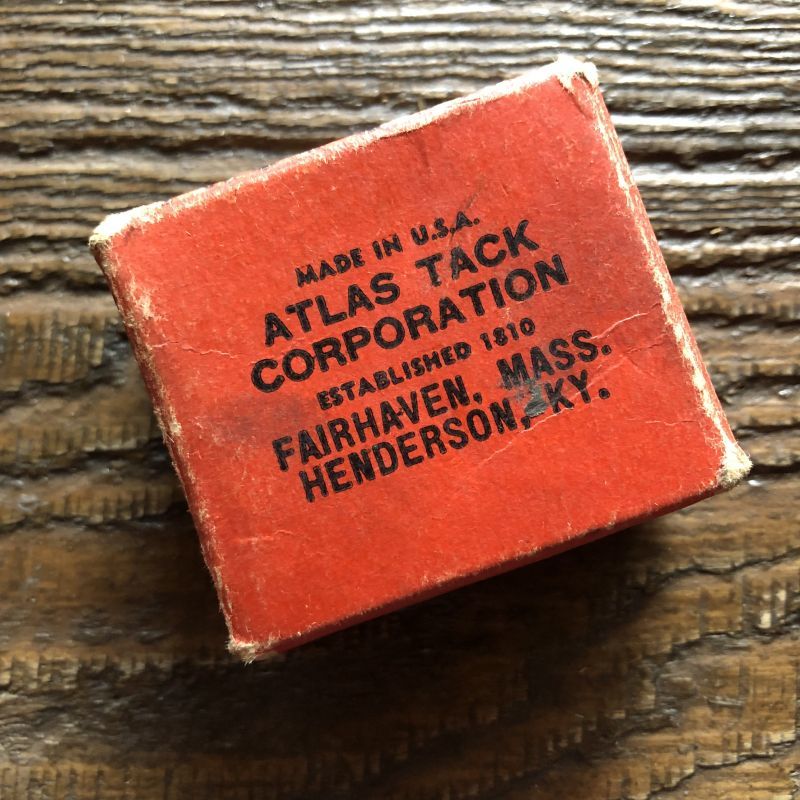 MADE IN U.S.A.
ATLAS TACK
CORPORATION
ESTABLISHED 1810
FAIRHAVEN, MASS.
HENDERSON, KY.